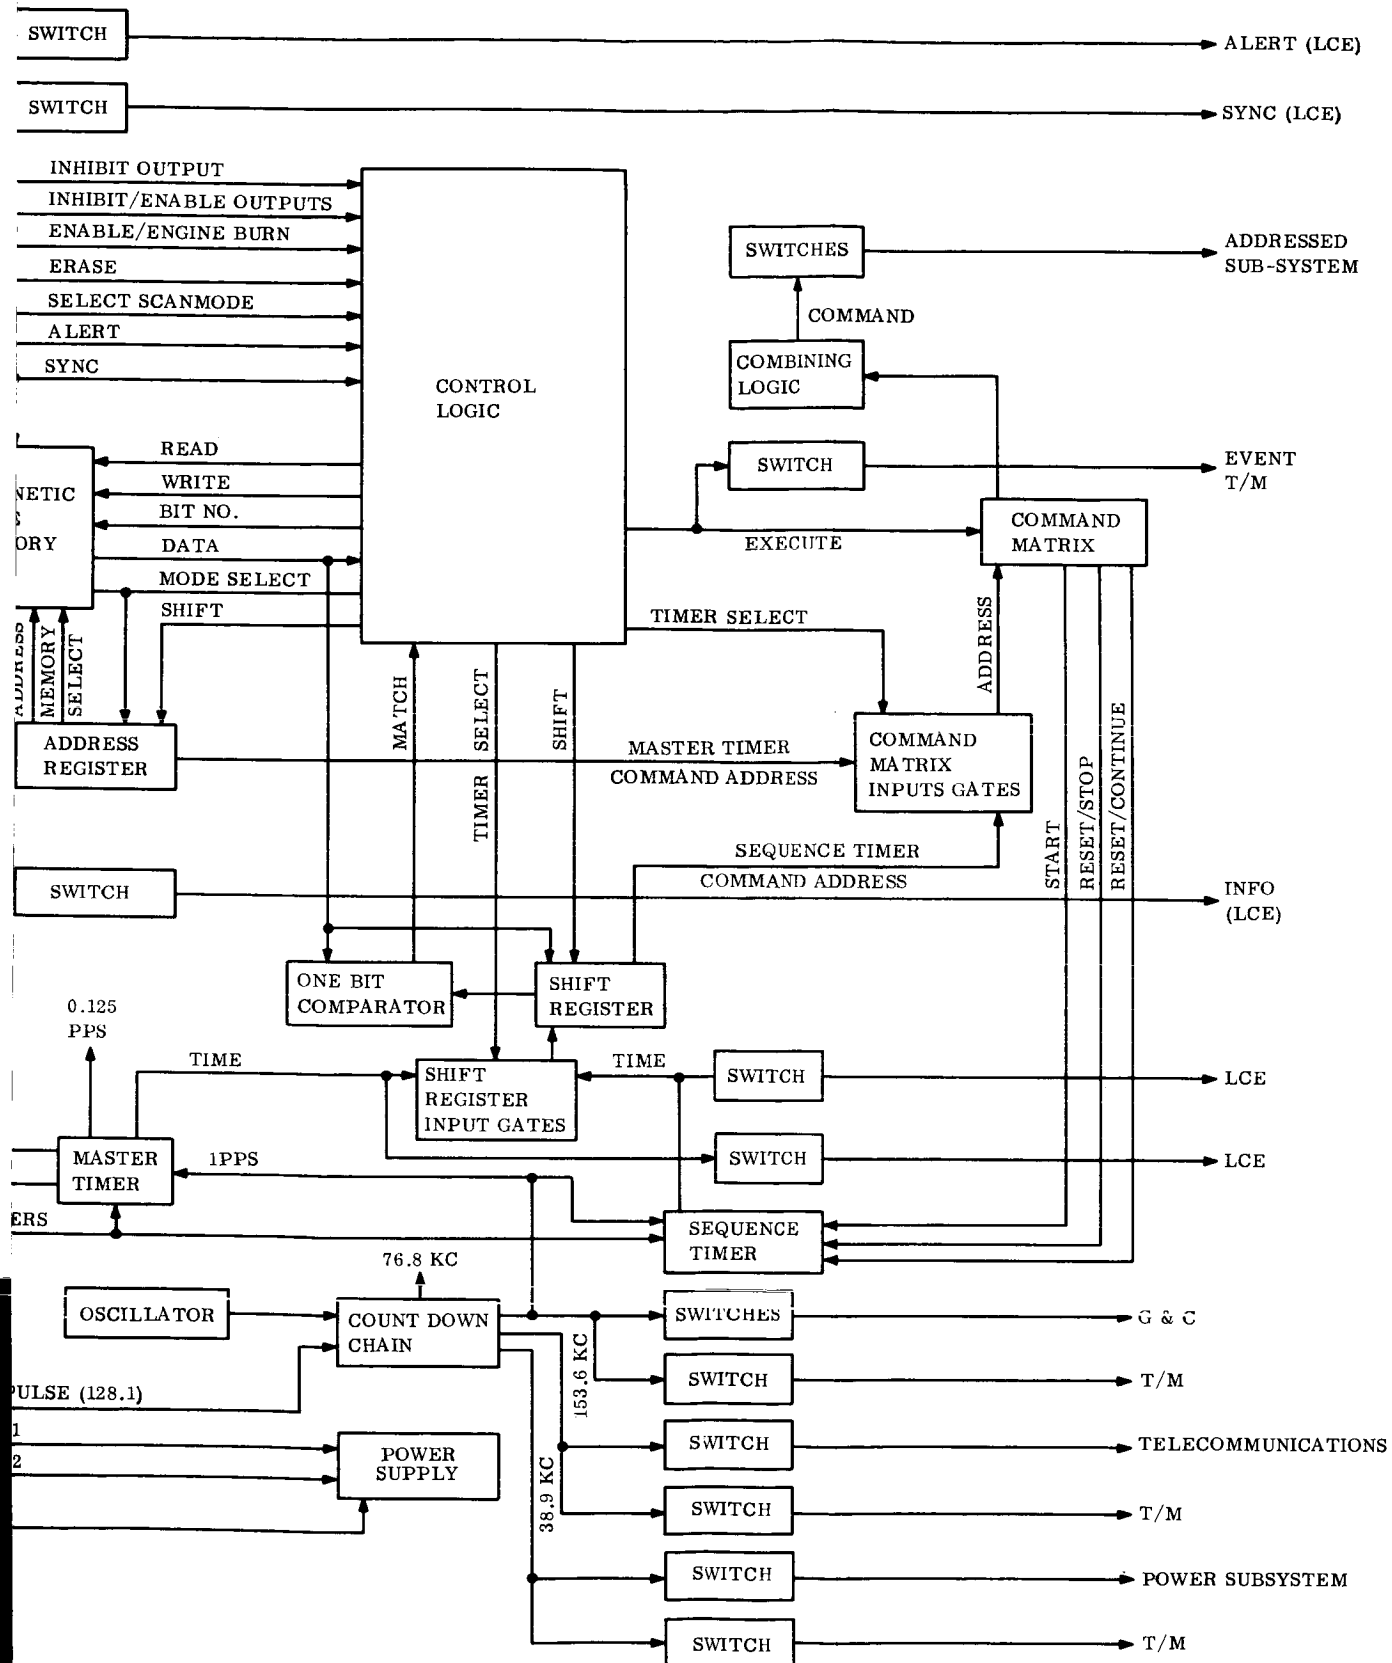 SWITCH
ALERT (LCE)
SWITCH
SYNC (LCE)
INHIBIT OUTPUT
INHIBIT/ENABLE OUTPUTS
ENABLE/ENGINE BURN
ERASE
SELECT SCANMODE
ALERT
SYNC
CONTROL
LOGIC
SWITCHES
ADDRESSED
SUB-SYSTEM
COMMAND
COMBINING
LOGIC
READ
WRITE
BIT NO.
DATA
MODE SELECT
SHIFT
NETIC
E
ORY
SWITCH
EVENT
T/M
EXECUTE
COMMAND
MATRIX
TIMER SELECT
ADDRESS
ADDRESS
MEMORY
SELECT
MATCH
TIMER SELECT
SHIFT
ADDRESS
REGISTER
MASTER TIMER
COMMAND ADDRESS
COMMAND
MATRIX
INPUTS GATES
START
RESET/STOP
RESET/CONTINUE
SEQUENCE TIMER
COMMAND ADDRESS
SWITCH
INFO
(LCE)
ONE BIT
COMPARATOR
SHIFT
REGISTER
0.125
PPS
TIME
SHIFT
REGISTER
INPUT GATES
TIME
SWITCH
LCE
MASTER
TIMER
1PPS
SWITCH
LCE
ERS
SEQUENCE
TIMER
76.8 KC
OSCILLATOR
COUNT DOWN
CHAIN
SWITCHES
G & C
153.6 KC
SWITCH
T/M
PULSE (128.1)
1
2
POWER
SUPPLY
SWITCH
TELECOMMUNICATIONS
38.9 KC
SWITCH
T/M
SWITCH
POWER SUBSYSTEM
SWITCH
T/M